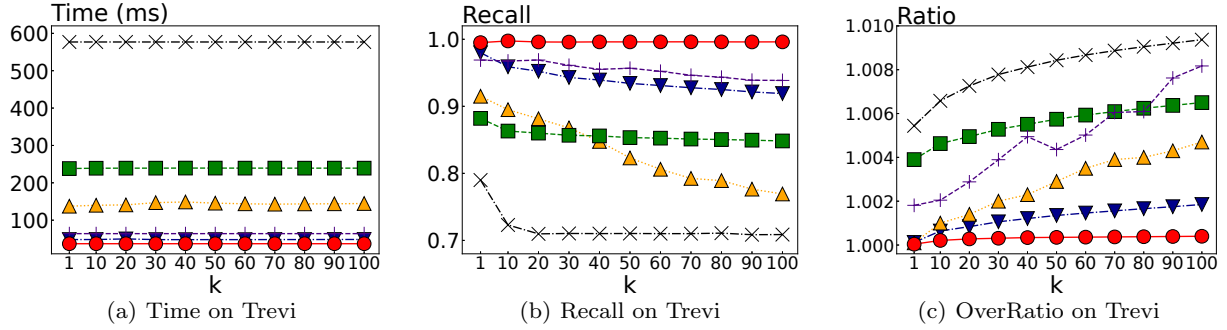 Time (ms)
600
500
400
300
200
100
1 10 20 30 40 50 60 70 80 90 100
k
(a) Time on Trevi
Recall
1.0
0.9
0.8
0.7
1 10 20 30 40 50 60 70 80 90 100
k
(b) Recall on Trevi
Ratio
1.010
1.008
1.006
1.004
1.002
1.000
1 10 20 30 40 50 60 70 80 90 100
k
(c) OverRatio on Trevi